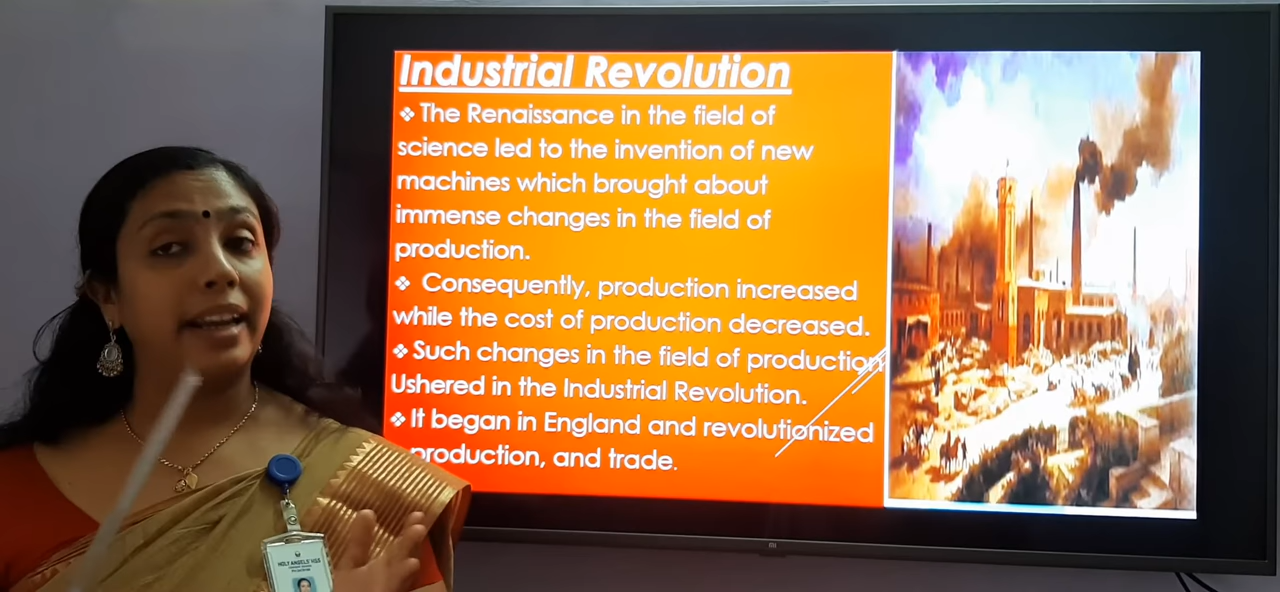 Industrial Revolution
❖ The Renaissance in the field of
science led to the invention of new
machines which brought about
immense changes in the field of
production.
❖ Consequently, production increased
while the cost of production decreased.
❖ Such changes in the field of production
Ushered in the Industrial Revolution.
❖ It began in England and revolutionized
production, and trade.
mi
HOLY ANGELS' HSS